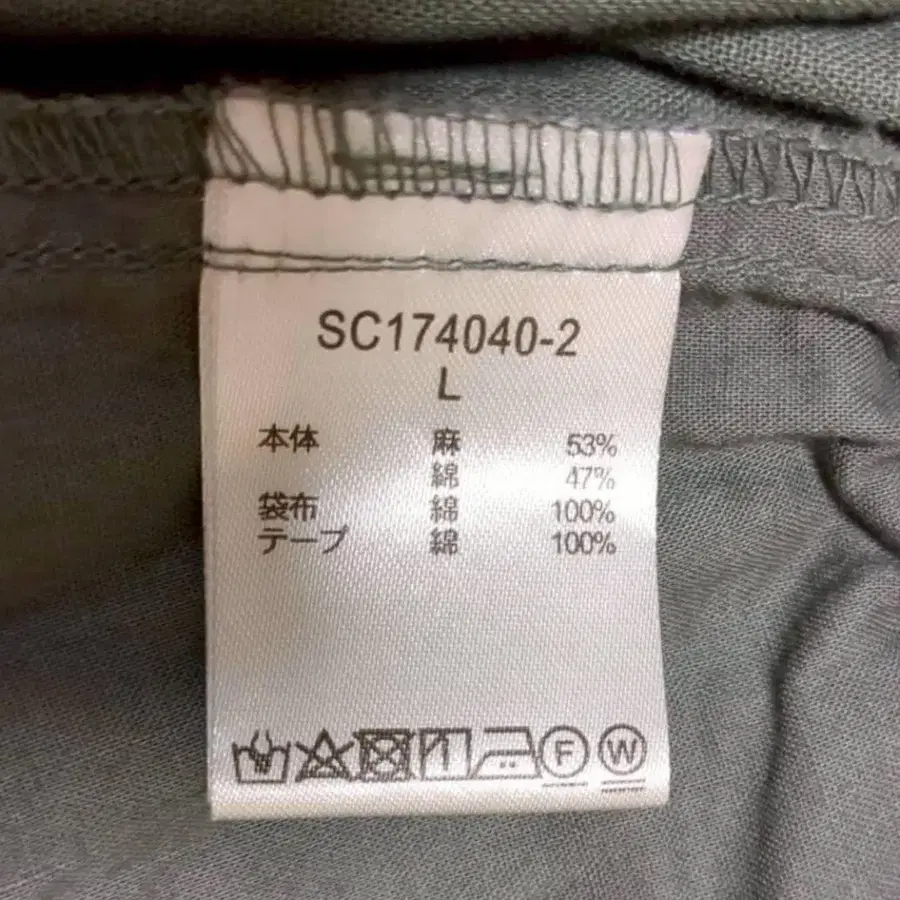 SC174040-2
L
本体 麻 53%
綿 47%
袋布 綿 100%
テープ 綿 100%
F W